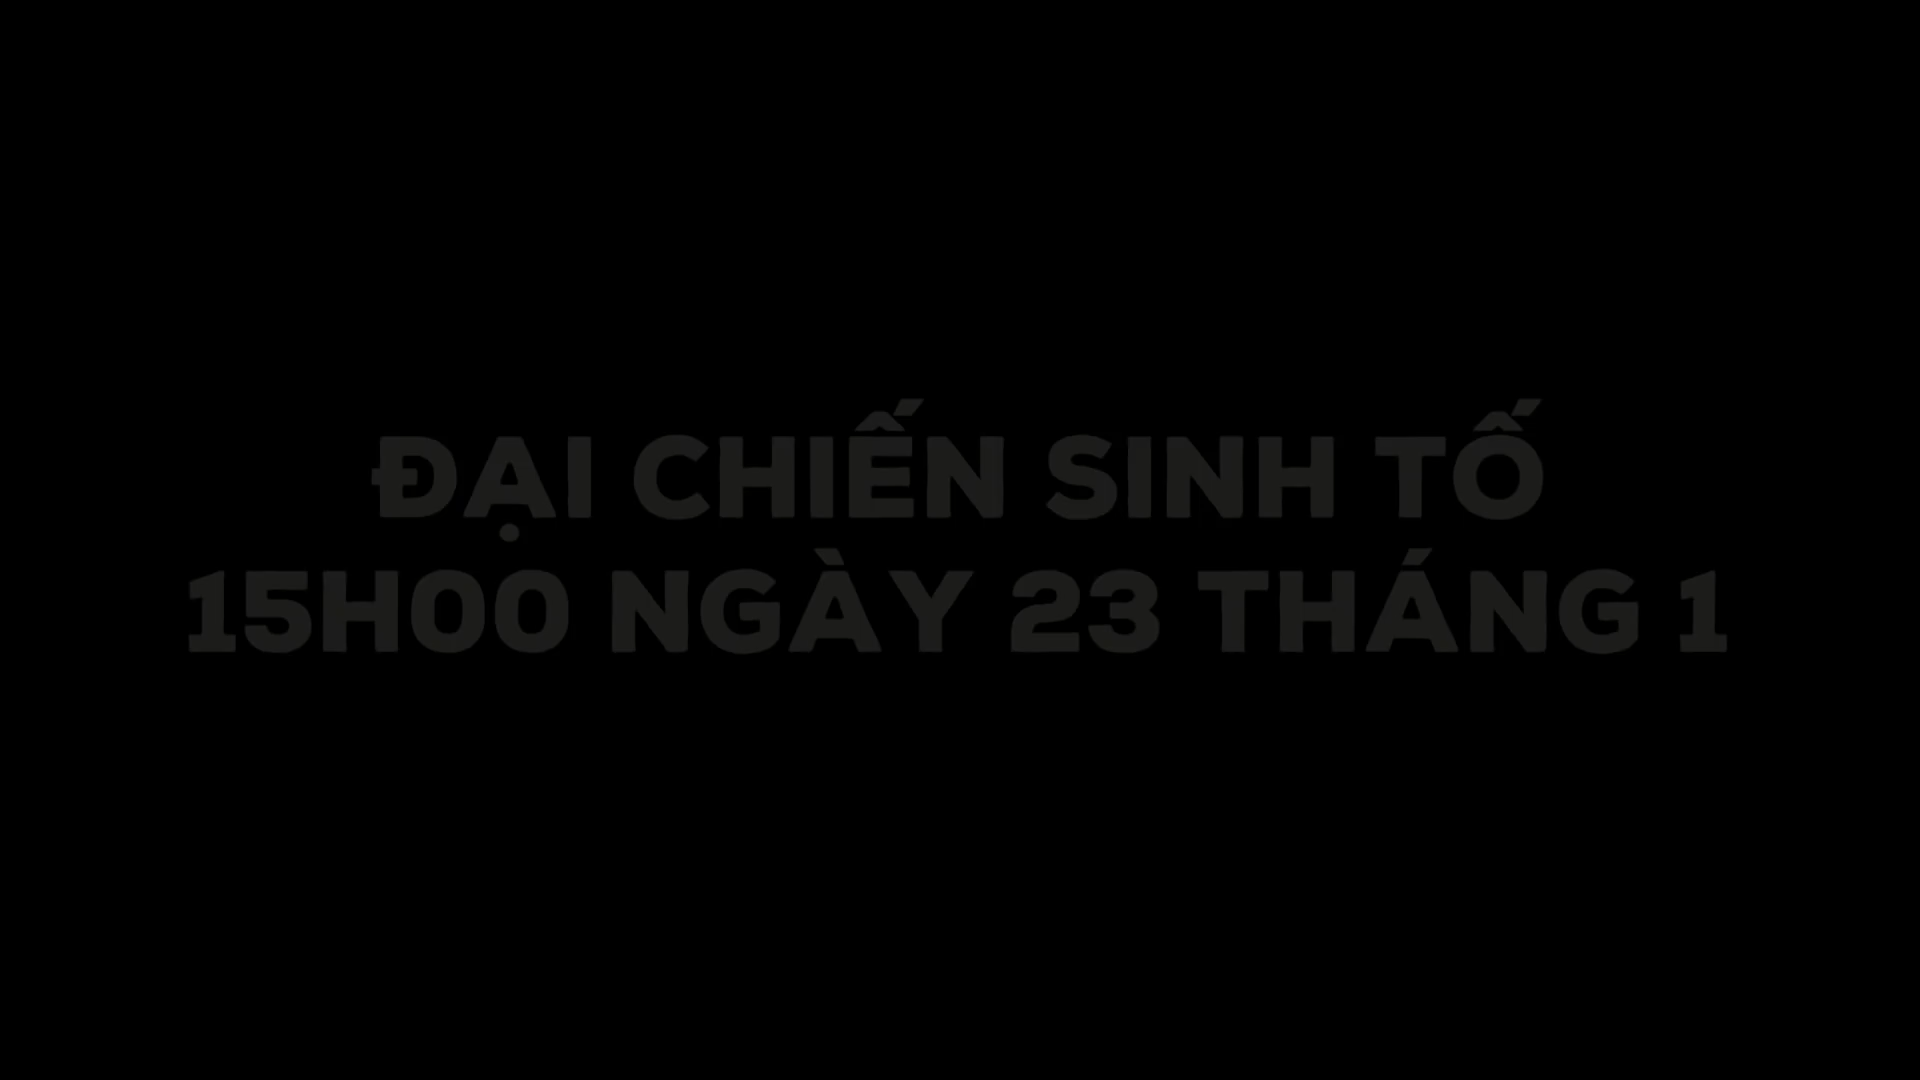 ĐẠI CHIẾN SINH TỐ
15H00 NGÀY 23 THÁNG 1